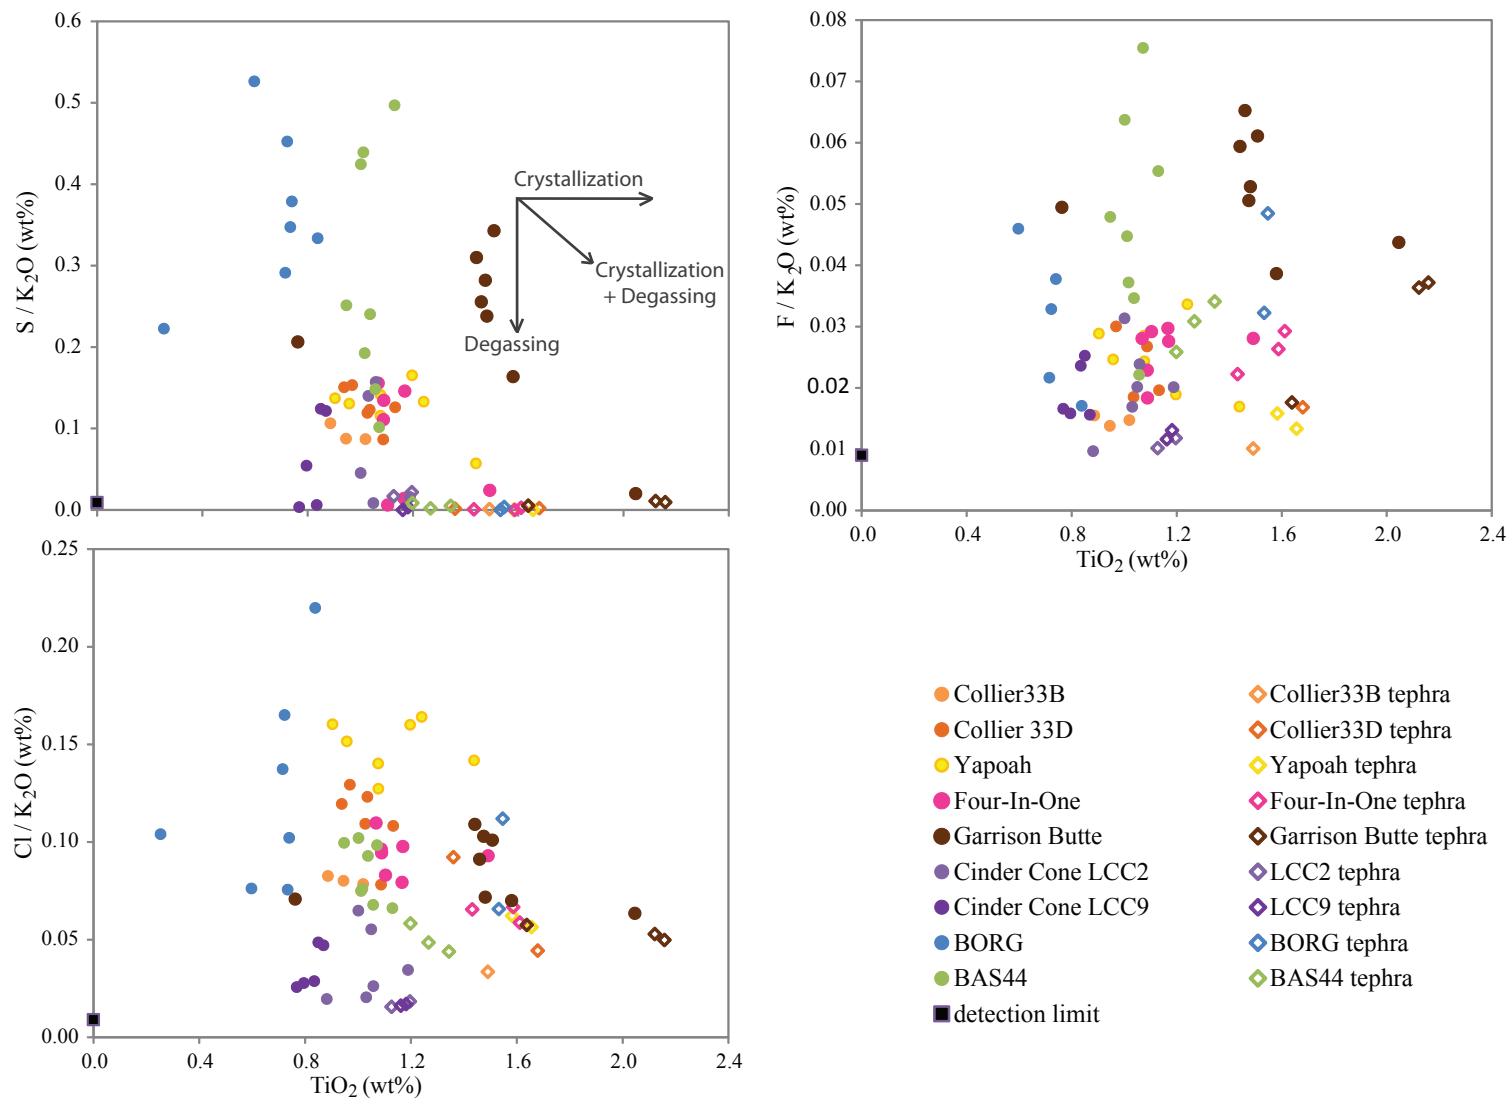 0.6
0.5
0.4
0.3
0.2
0.1
0.0
S / K2O (wt%)
Crystallization
Crystallization
+ Degassing
Degassing
0.08
0.07
0.06
0.05
0.04
0.03
0.02
0.01
0.00
F / K2O (wt%)
0.0 0.4 0.8 1.2 1.6 2.0 2.4
TiO2 (wt%)
0.25
0.20
0.15
0.10
0.05
0.00
Cl / K2O (wt%)
0.0 0.4 0.8 1.2 1.6 2.0 2.4
TiO2 (wt%)
Collier33B
Collier 33D
Yapoah
Four-In-One
Garrison Butte
Cinder Cone LCC2
Cinder Cone LCC9
BORG
BAS44
detection limit
Collier33B tephra
Collier33D tephra
Yapoah tephra
Four-In-One tephra
Garrison Butte tephra
LCC2 tephra
LCC9 tephra
BORG tephra
BAS44 tephra